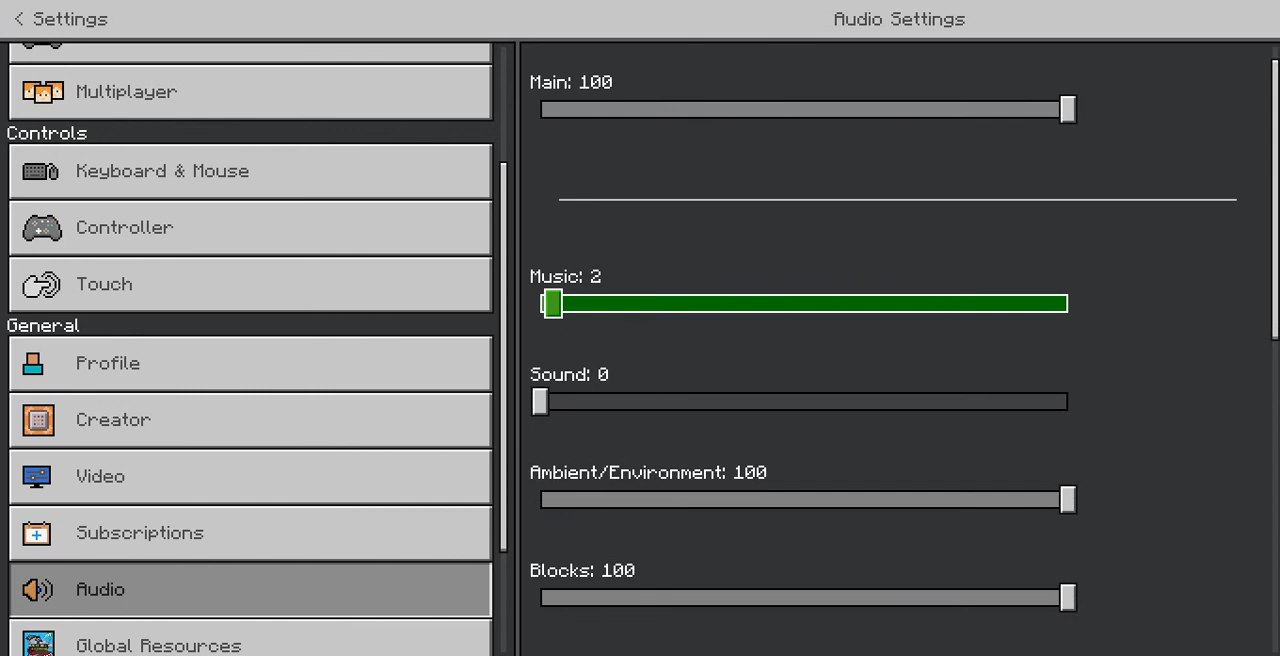 Settings
Audio Settings
Multiplayer
Controls
Keyboard & Mouse
Controller
Touch
General
Profile
Creator
Video
Subscriptions
Audio
Global Resources
Main: 100
Music: 2
Sound: 0
Ambient/Environment: 100
Blocks: 100